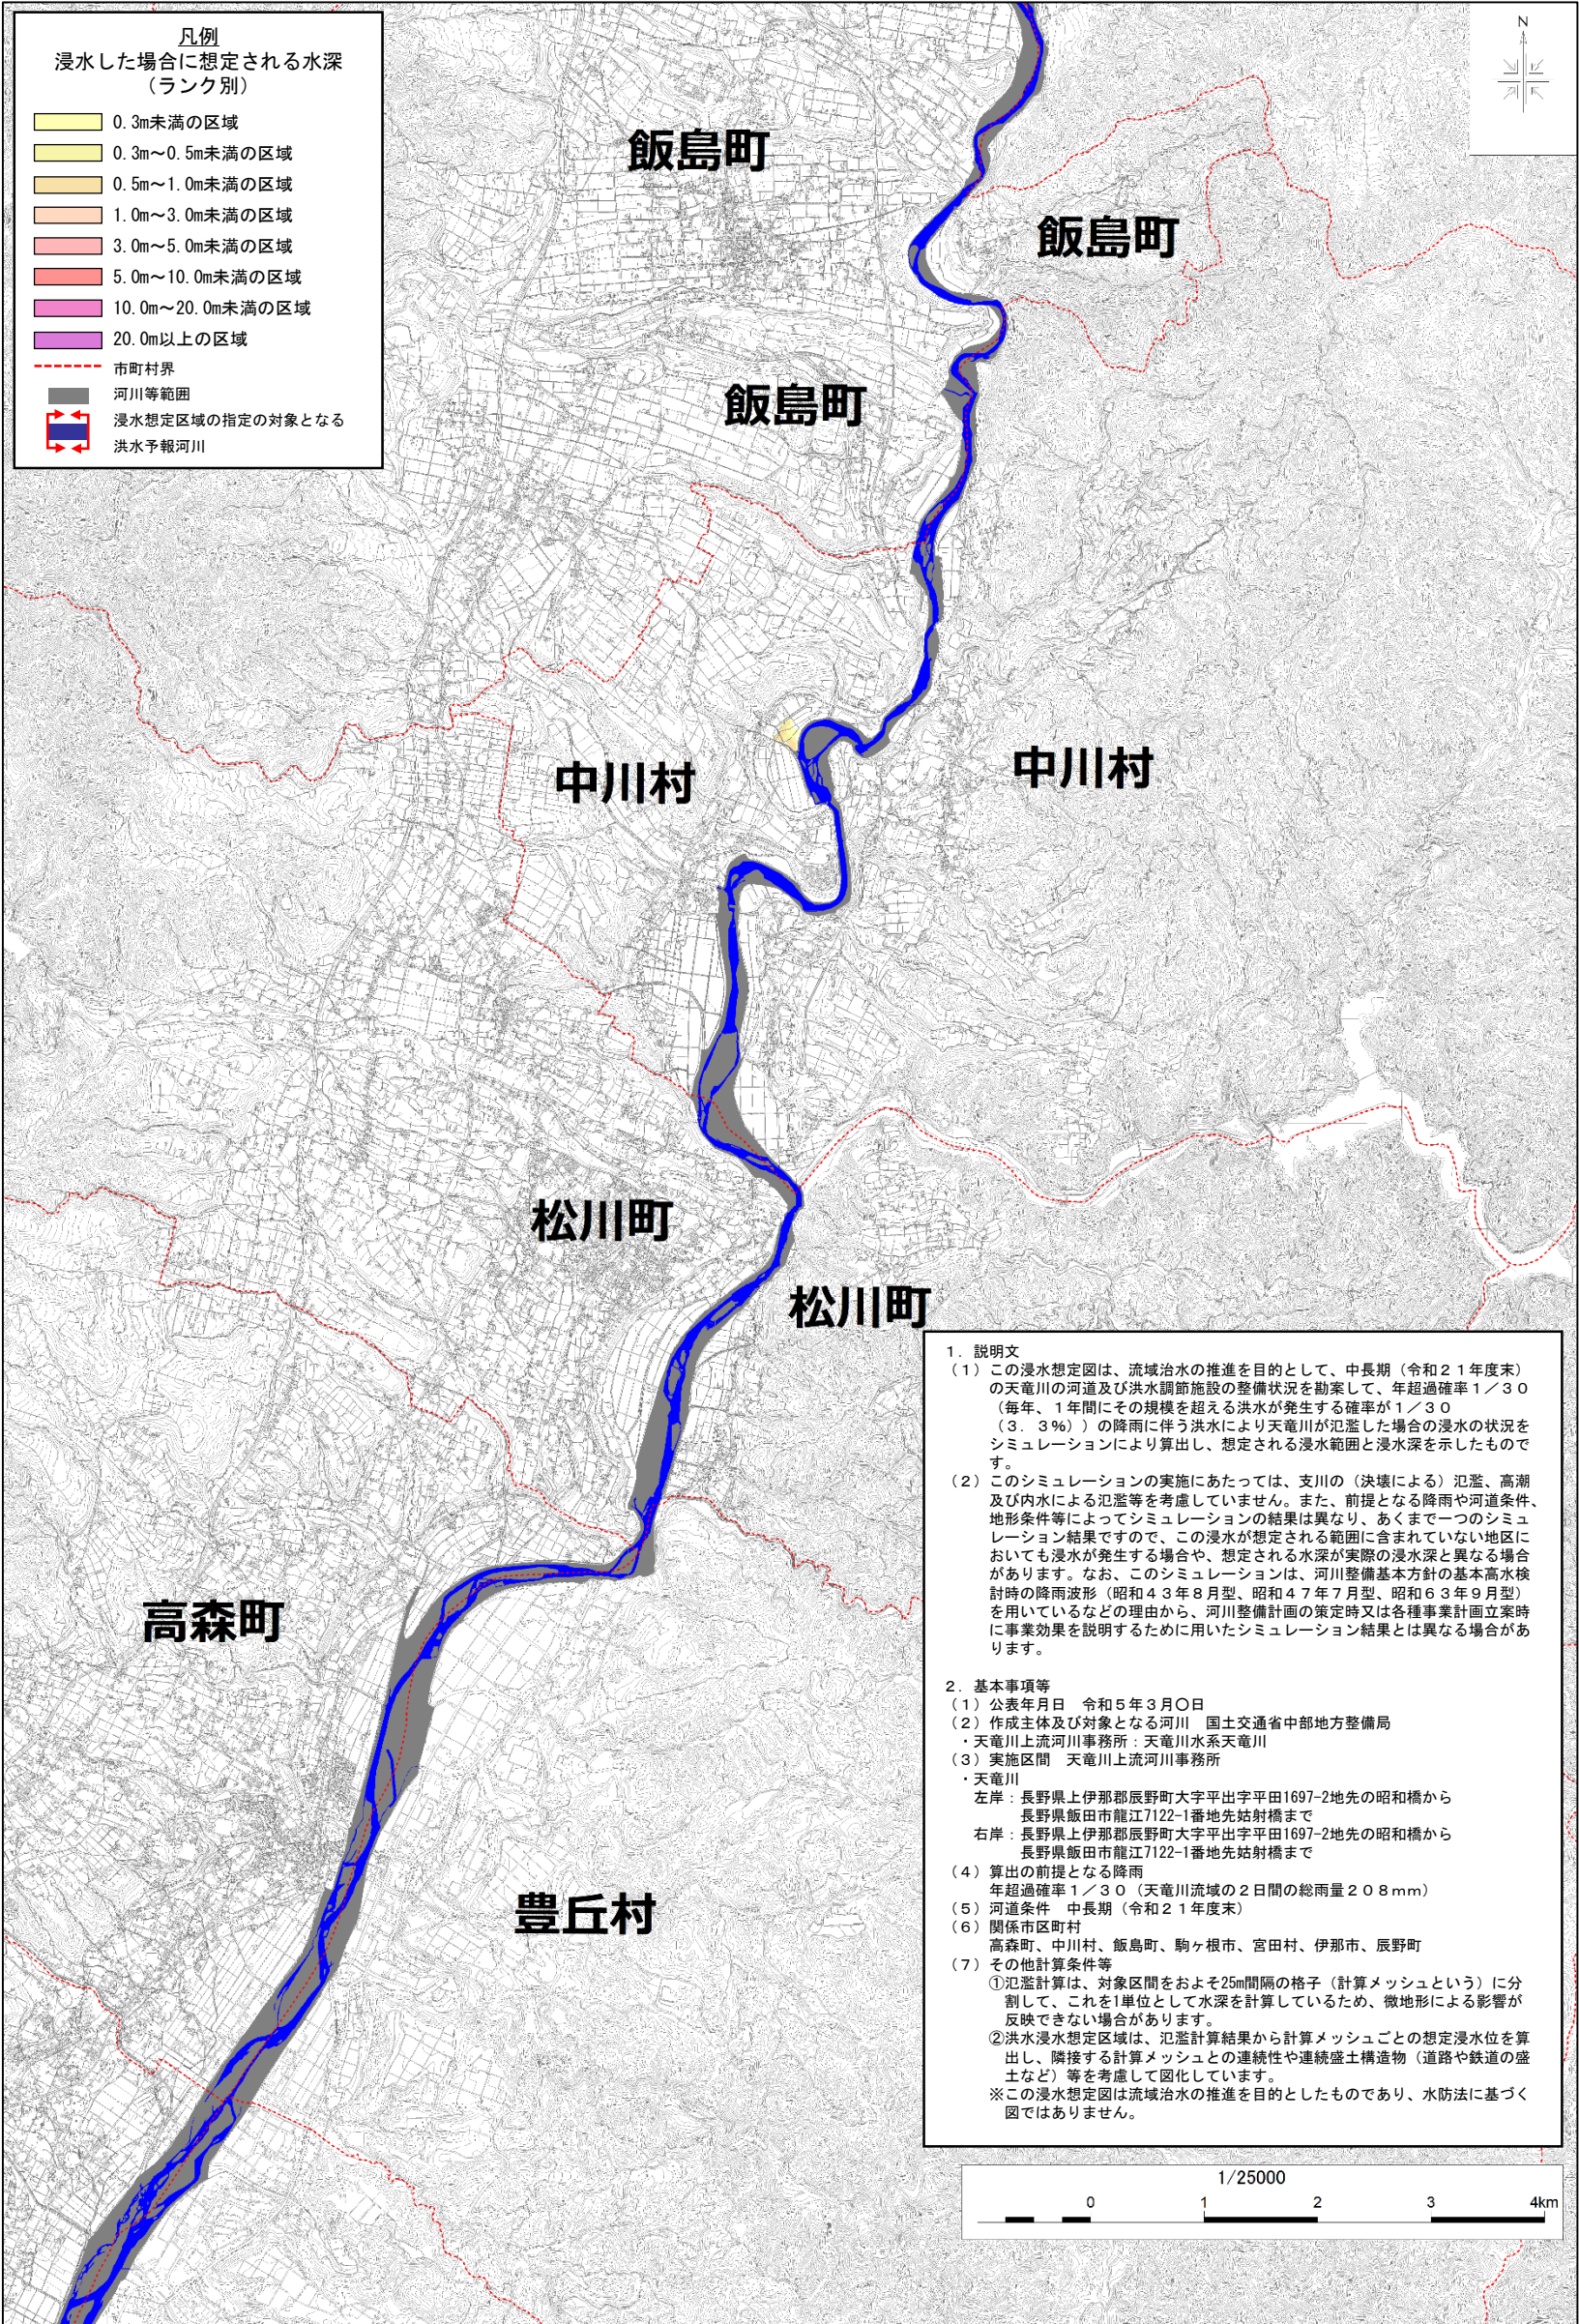 凡例
浸水した場合に想定される水深
（ランク別）
0.3m未満の区域
0.3m～0.5m未満の区域
0.5m～1.0m未満の区域
1.0m～3.0m未満の区域
3.0m～5.0m未満の区域
5.0m～10.0m未満の区域
10.0m～20.0m未満の区域
20.0m以上の区域
市町村界
河川等範囲
浸水想定区域の指定の対象となる
洪水予報河川
N
飯島町
飯島町
飯島町
中川村
中川村
松川町
松川町
高森町
豊丘村
１．説明文
（１）この浸水想定図は、流域治水の推進を目的として、中長期（令和２１年度末）
の天竜川の河道及び洪水調節施設の整備状況を勘案して、年超過確率１／３０
（毎年、１年間にその規模を超える洪水が発生する確率が１／３０
（３．３%））の降雨に伴う洪水により天竜川が氾濫した場合の浸水の状況を
シミュレーションにより算出し、想定される浸水範囲と浸水深を示したもので
す。
（２）このシミュレーションの実施にあたっては、支川の（決壊による）氾濫、高潮
及び内水による氾濫等を考慮していません。また、前提となる降雨や河道条件、
地形条件等によってシミュレーションの結果は異なり、あくまで一つのシミュ
レーション結果ですので、この浸水が想定される範囲に含まれていない地区に
おいても浸水が発生する場合や、想定される水深が実際の浸水深と異なる場合
があります。なお、このシミュレーションは、河川整備基本方針の基本高水検
討時の降雨波形（昭和４３年８月型、昭和４７年７月型、昭和６３年９月型）
を用いているなどの理由から、河川整備計画の策定時又は各種事業計画立案時
に事業効果を説明するために用いたシミュレーション結果とは異なる場合があ
ります。
２．基本事項等
（１）公表年月日　令和５年３月〇日
（２）作成主体及び対象となる河川　国土交通省中部地方整備局
・天竜川上流河川事務所：天竜川水系天竜川
（３）実施区間　天竜川上流河川事務所
・天竜川
左岸：長野県上伊那郡辰野町大字平出字平田1697-2地先の昭和橋から
長野県飯田市龍江7122-1番地先姑射橋まで
右岸：長野県上伊那郡辰野町大字平出字平田1697-2地先の昭和橋から
長野県飯田市龍江7122-1番地先姑射橋まで
（４）算出の前提となる降雨
年超過確率１／３０（天竜川流域の２日間の総雨量２０８mm）
（５）河道条件　中長期（令和２１年度末）
（６）関係市区町村
高森町、中川村、飯島町、駒ヶ根市、宮田村、伊那市、辰野町
（７）その他計算条件等
①氾濫計算は、対象区間をおよそ25m間隔の格子（計算メッシュという）に分
割して、これを1単位として水深を計算しているため、微地形による影響が
反映できない場合があります。
②洪水浸水想定区域は、氾濫計算結果から計算メッシュごとの想定浸水位を算
出し、隣接する計算メッシュとの連続性や連続盛土構造物（道路や鉄道の盛
土など）等を考慮して図化しています。
※この浸水想定図は流域治水の推進を目的としたものであり、水防法に基づく
図ではありません。
1/25000
0 1 2 3 4km